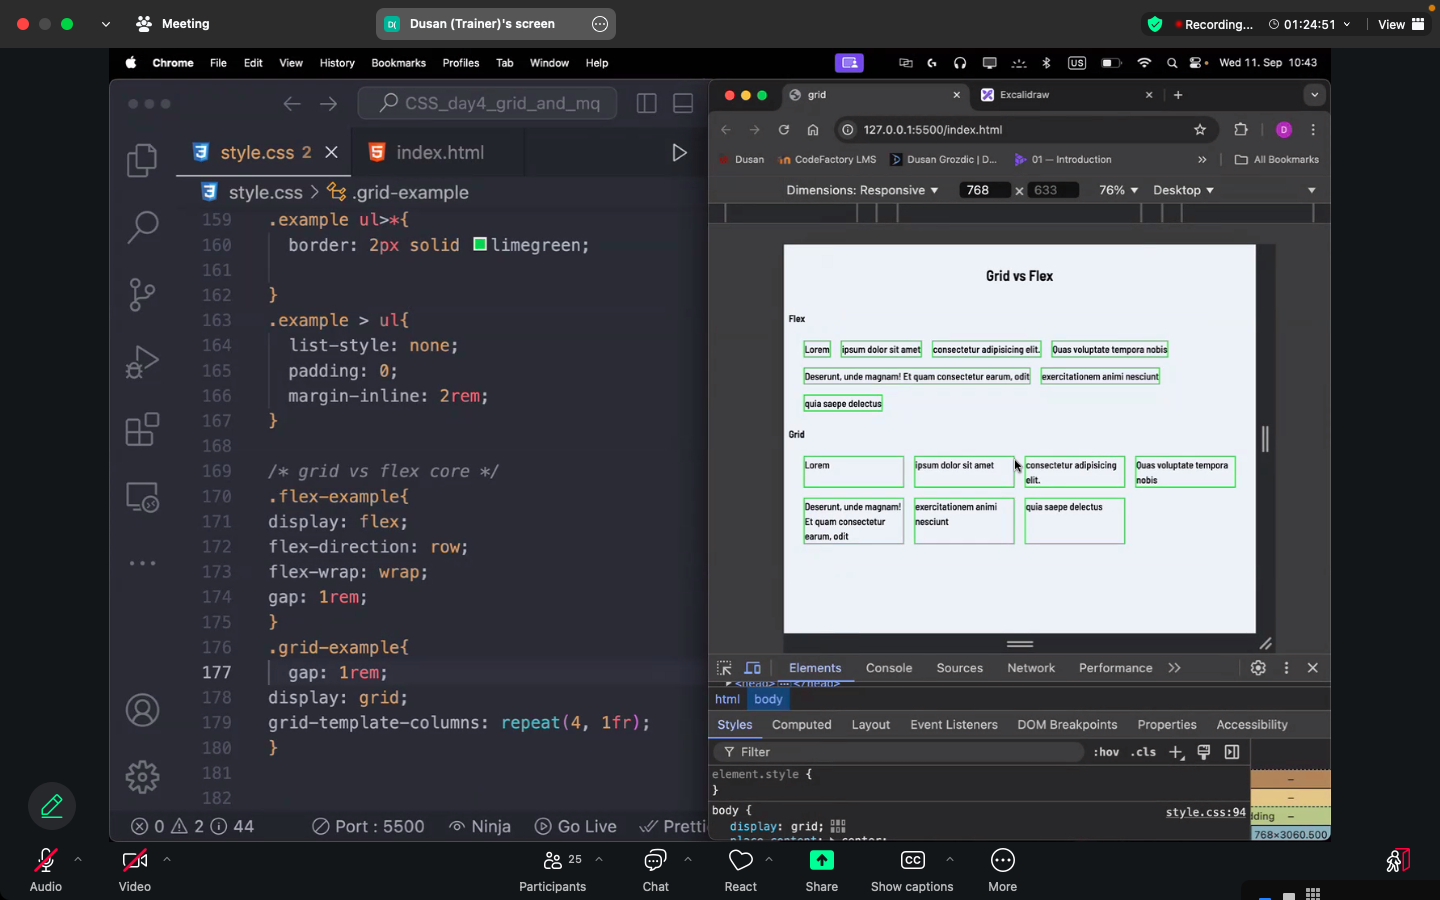 Meeting
D( Dusan (Trainer)'s screen
Recording... 01:24:51 View
Chrome File Edit View History Bookmarks Profiles Tab Window Help
US Wed 11. Sep 10:43
CSS_day4_grid_and_mq
style.css 2
index.html
style.css > .grid-example
159 .example ul>*{
160 border: 2px solid limegreen;
161
162 }
163 .example > ul{
164 list-style: none;
165 padding: 0;
166 margin-inline: 2rem;
167 }
168
169 /* grid vs flex core */
170 .flex-example{
171 display: flex;
172 flex-direction: row;
173 flex-wrap: wrap;
174 gap: 1rem;
175 }
176 .grid-example{
177 gap: 1rem;
178 display: grid;
179 grid-template-columns: repeat(4, 1fr);
180 }
181
182
0 2 44 Port : 5500 Ninja Go Live Pretti
grid
Excalidraw
127.0.0.1:5500/index.html
D
Dusan CodeFactory LMS Dusan Grozdic | D... 01 — Introduction » All Bookmarks
Dimensions: Responsive 768 × 633 76% Desktop
Grid vs Flex
Flex
Lorem ipsum dolor sit amet consectetur adipisicing elit. Quas voluptate tempora nobis
Deserunt, unde magnam! Et quam consectetur earum, odit exercitationem animi nesciunt
quia saepe delectus
Grid
Lorem
ipsum dolor sit amet
consectetur adipisicing
elit.
Quas voluptate tempora
nobis
Deserunt, unde magnam!
Et quam consectetur
earum, odit
exercitationem animi
nesciunt
quia saepe delectus
Elements Console Sources Network Performance »
<head> … </head>
html body
Styles Computed Layout Event Listeners DOM Breakpoints Properties Accessibility
Filter :hov .cls
element.style {
}
body { style.css:94
display: grid;
place-content: center;
–
–
dding –
768×3060.500
Audio Video Participants 25 Chat React Share Show captions More